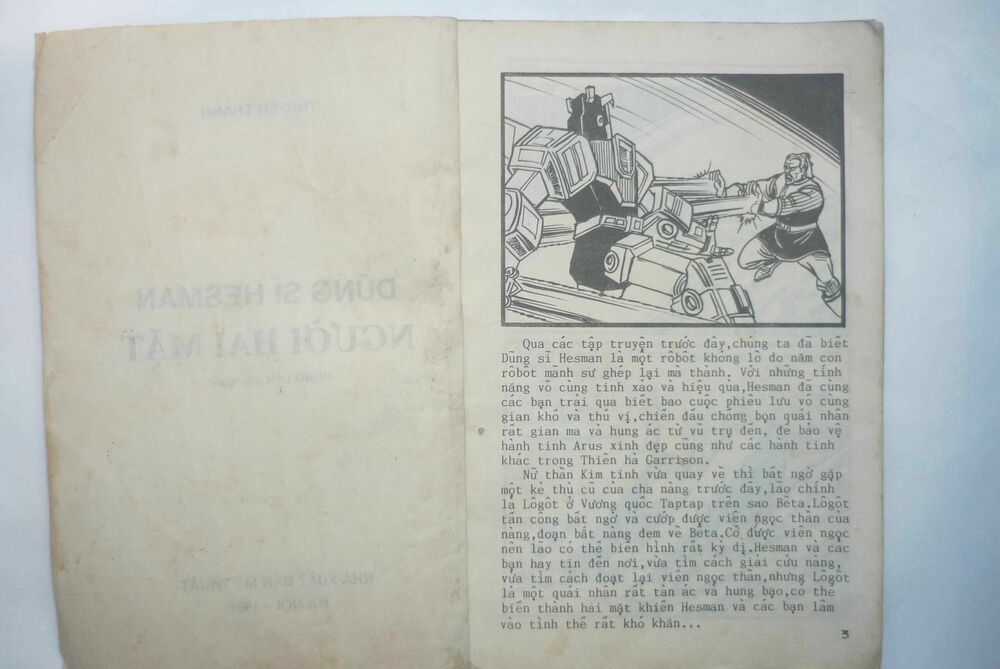 DŨNG SĨ HESMAN
NGƯỜI HAI MẶT
Qua các tập truyện trước đây,chúng ta đã biết
Dũng sĩ Hesman là một rôbôt khổng lồ do năm con
rôbôt mãnh sư ghép lại mà thành. Với những tính
năng vô cùng tinh xảo và hiệu quả,Hesman đã cùng
các bạn trải qua biết bao cuộc phiêu lưu vô cùng
gian khổ và thú vị,chiến đấu chống bọn quái nhân
rất gian ma và hung ác từ vũ trụ đến, để bảo vệ
hành tinh Arus xinh đẹp cũng như các hành tinh
khác trong Thiên hà Garrison.
Nữ thần Kim tinh vừa quay về thì bất ngờ gặp
một kẻ thù cũ của cha nàng trước đây,lão chính
là Lôgôt ở Vương quốc Taptap trên sao Bêta.Lôgôt
tấn công bất ngờ và cướp được viên ngọc thần của
nàng,đoạn bắt nàng đem về Bêta.Có được viên ngọc
nên lão có thể biến hình rất kỳ dị.Hesman và các
bạn hay tin đến nơi,vừa tìm cách giải cứu nàng,
vừa tìm cách đoạt lại viên ngọc thần,nhưng Lôgôt
là một quái nhân rất tàn ác và hung bạo,có thể
biến thành hai mặt khiến Hesman và các bạn lâm
vào tình thế rất khó khăn...
3